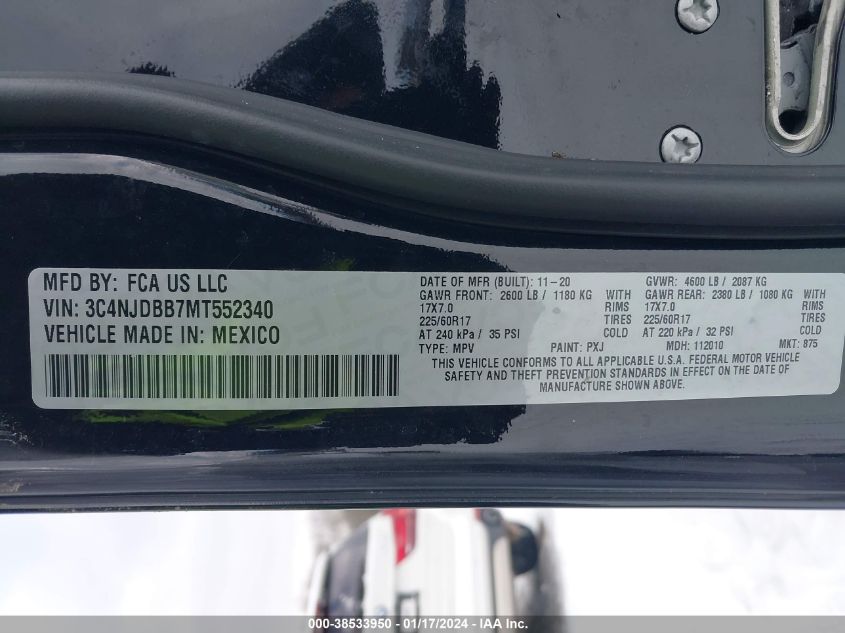 MFD BY: FCA US LLC
VIN: 3C4NJDBB7MT552340
VEHICLE MADE IN: MEXICO
DATE OF MFR (BUILT): 11-20 GVWR: 4600 LB / 2087 KG
GAWR FRONT: 2600 LB / 1180 KG WITH GAWR REAR: 2380 LB / 1080 KG WITH
17X7.0 RIMS 17X7.0 RIMS
225/60R17 TIRES 225/60R17 TIRES
AT 240 kPa / 35 PSI COLD AT 220 kPa / 32 PSI COLD
TYPE: MPV PAINT: PXJ MDH: 112010 MKT: 875
THIS VEHICLE CONFORMS TO ALL APPLICABLE U.S.A. FEDERAL MOTOR VEHICLE
SAFETY AND THEFT PREVENTION STANDARDS IN EFFECT ON THE DATE OF
MANUFACTURE SHOWN ABOVE.
000-38533950 - 01/17/2024 - IAA Inc.